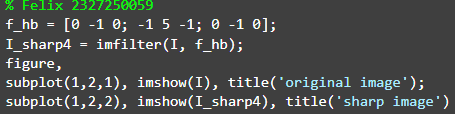 % Felix 2327250059
f_hb = [0 -1 0; -1 5 -1; 0 -1 0];
I_sharp4 = imfilter(I, f_hb);
figure,
subplot(1,2,1), imshow(I), title('original image');
subplot(1,2,2), imshow(I_sharp4), title('sharp image')